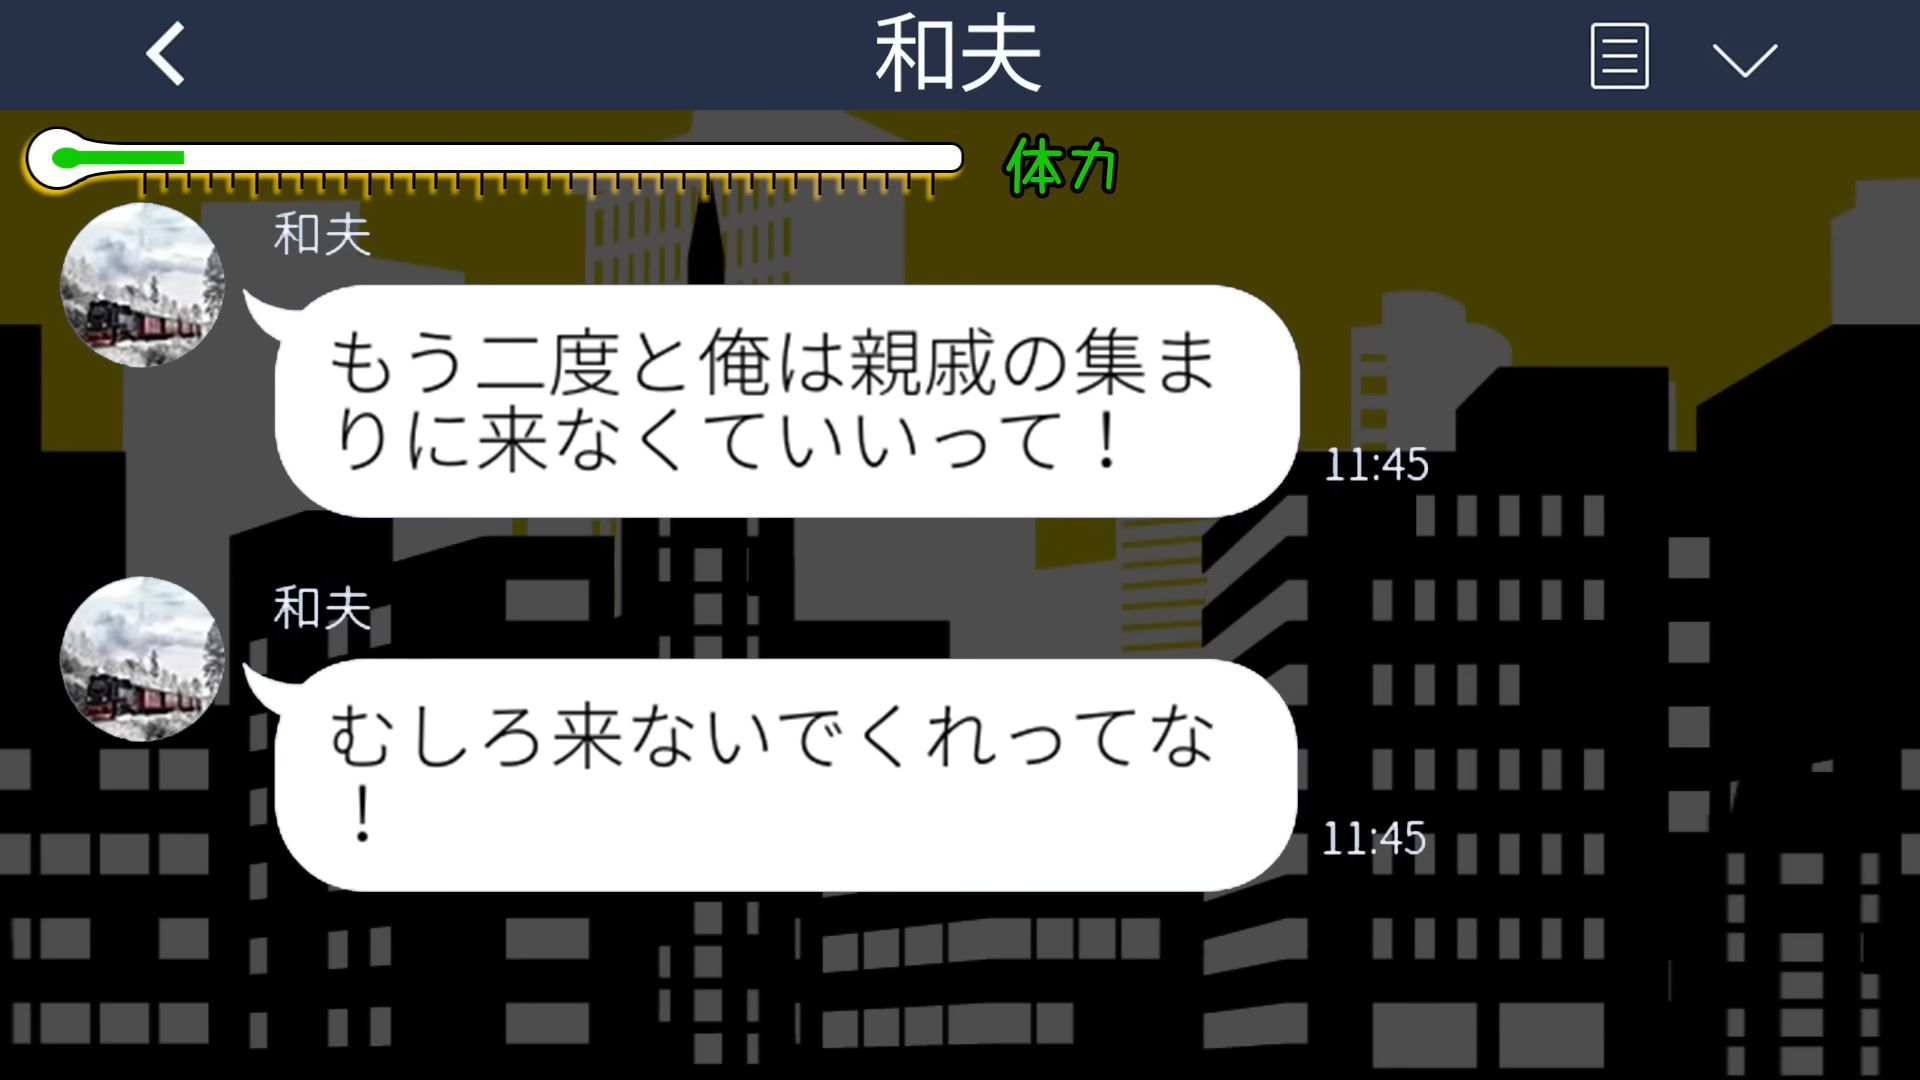 和夫
体力
和夫
もう二度と俺は親戚の集ま
りに来なくていいって！
11:45
和夫
むしろ来ないでくれってな
！
11:45